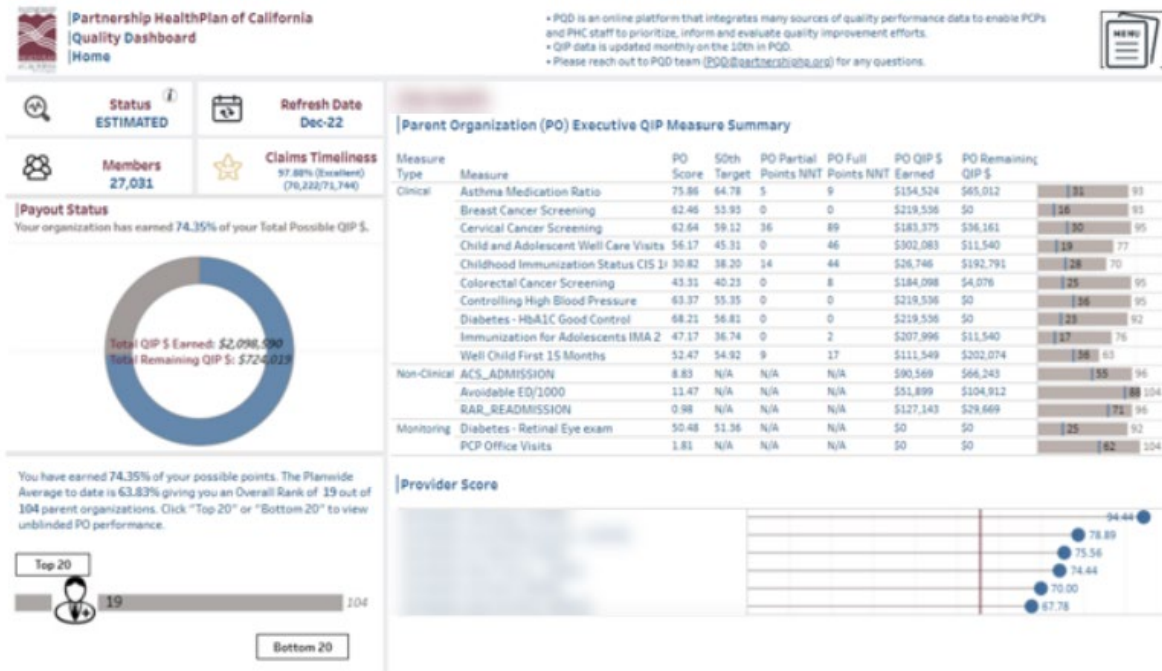 Partnership HealthPlan of California
Quality Dashboard
Home
• PQD is an online platform that integrates many sources of quality performance data to enable PCPs
and PHC staff to prioritize, inform and evaluate quality improvement efforts.
• QIP data is updated monthly on the 10th in PQD.
• Please reach out to PQD team (PQD@partnershiphp.org) for any questions.
MENU
Status
ESTIMATED
Refresh Date
Dec-22
Members
27,031
Claims Timeliness
97.88% (Excellent)
(70,222/71,744)
Payout Status
Your organization has earned 74.35% of your Total Possible QIP $.
Total QIP $ Earned: $2,098,590
Total Remaining QIP $: $724,019
You have earned 74.35% of your possible points. The Planwide
Average to date is 63.83% giving you an Overall Rank of 19 out of
104 parent organizations. Click "Top 20" or "Bottom 20" to view
unblinded PO performance.
Top 20
19 104
Bottom 20
Parent Organization (PO) Executive QIP Measure Summary
Measure Type Measure PO Score 50th Target PO Partial Points NNT PO Full Points NNT PO QIP $ Earned PO Remaining QIP $
Clinical Asthma Medication Ratio 75.86 64.78 5 9 $154,524 $65,012 31 93
Breast Cancer Screening 62.46 53.93 0 0 $219,536 $0 16 93
Cervical Cancer Screening 62.64 59.12 36 89 $183,375 $36,161 30 95
Child and Adolescent Well Care Visits 56.17 45.31 0 46 $302,083 $11,540 19 77
Childhood Immunization Status CIS 1 30.82 38.20 14 44 $26,746 $192,791 28 70
Colorectal Cancer Screening 43.31 40.23 0 8 $184,098 $4,076 25 95
Controlling High Blood Pressure 63.37 55.35 0 0 $219,536 $0 36 95
Diabetes - HbA1C Good Control 68.21 56.81 0 0 $219,536 $0 23 92
Immunization for Adolescents IMA 2 47.17 36.74 0 2 $207,996 $11,540 17 76
Well Child First 15 Months 52.47 54.92 9 17 $111,549 $202,074 36 63
Non-Clinical ACS_ADMISSION 8.83 N/A N/A N/A $90,569 $66,243 55 96
Avoidable ED/1000 11.47 N/A N/A N/A $51,899 $104,912 88 104
RAR_READMISSION 0.98 N/A N/A N/A $127,143 $29,669 71 96
Monitoring Diabetes - Retinal Eye exam 50.48 51.36 N/A N/A $0 $0 25 92
PCP Office Visits 1.81 N/A N/A N/A $0 $0 62 104
Provider Score
94.44
78.89
75.56
74.44
70.00
67.78